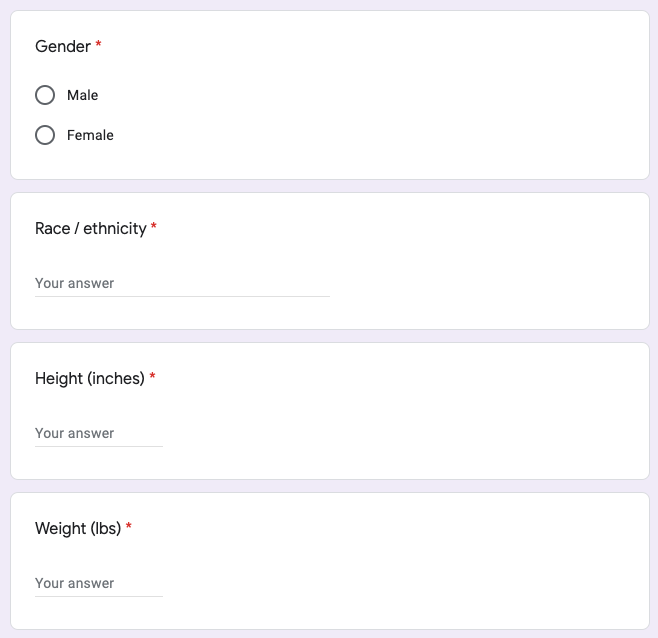 Gender *
Male
Female
Race / ethnicity *
Your answer
Height (inches) *
Your answer
Weight (lbs) *
Your answer